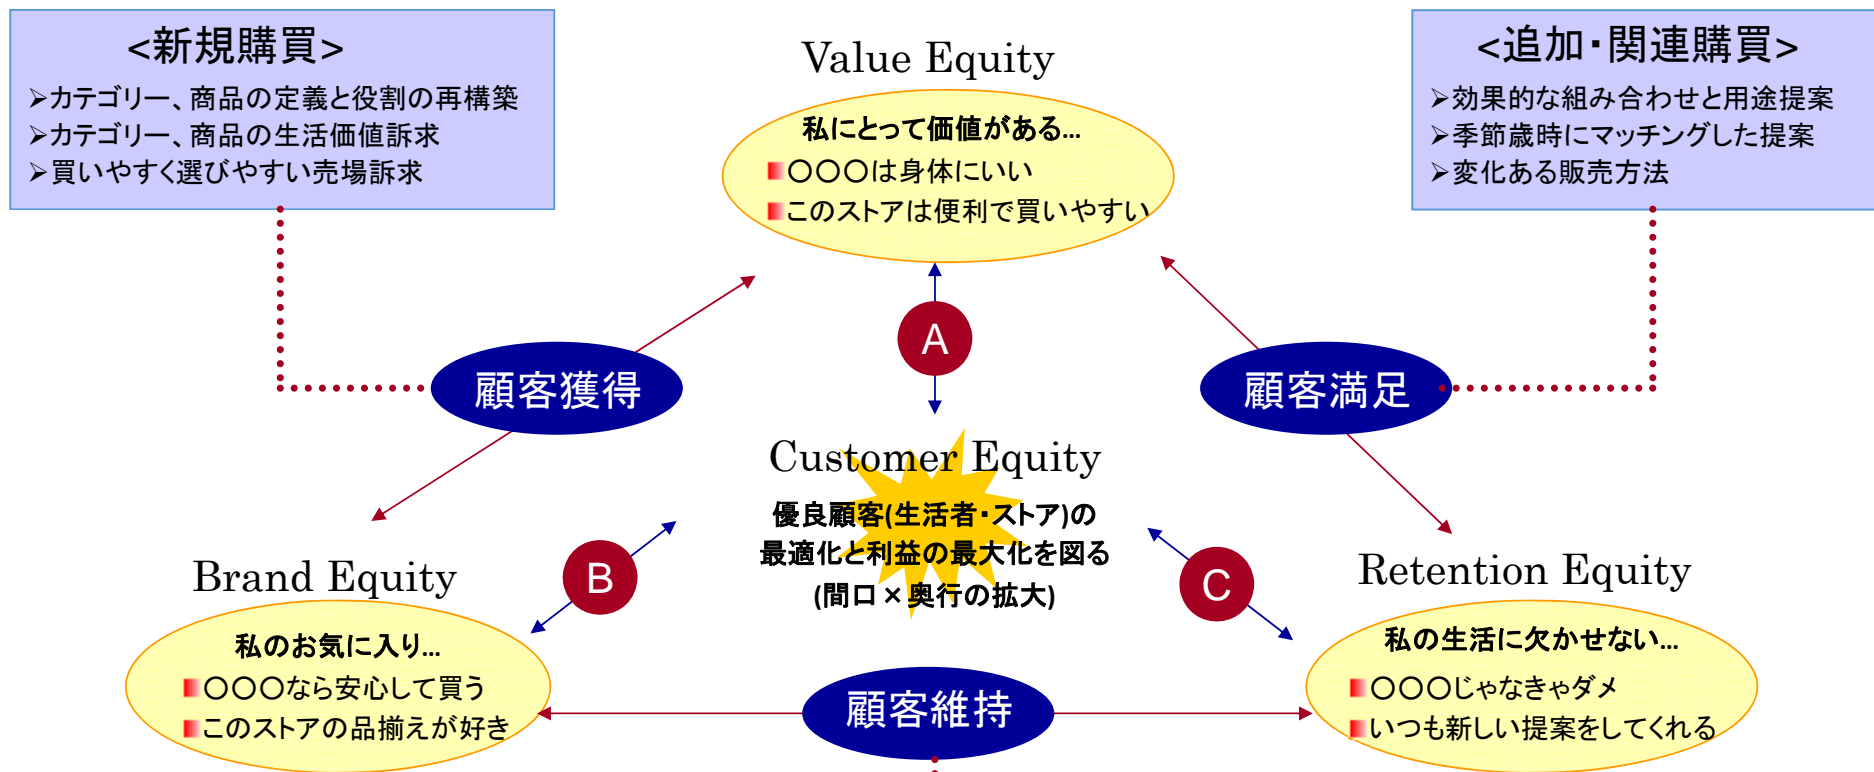 <新規購買>
➢カテゴリー、商品の定義と役割の再構築
➢カテゴリー、商品の生活価値訴求
➢買いやすく選びやすい売場訴求
Value Equity
私にとって価値がある...
〇〇〇は身体にいい
このストアは便利で買いやすい
<追加・関連購買>
➢効果的な組み合わせと用途提案
➢季節歳時にマッチングした提案
➢変化ある販売方法
A
顧客獲得
顧客満足
Customer Equity
優良顧客(生活者・ストア)の
最適化と利益の最大化を図る
(間口×奥行の拡大)
B
C
Brand Equity
私のお気に入り...
〇〇〇なら安心して買う
このストアの品揃えが好き
顧客維持
Retention Equity
私の生活に欠かせない...
〇〇〇じゃなきゃダメ
いつも新しい提案をしてくれる